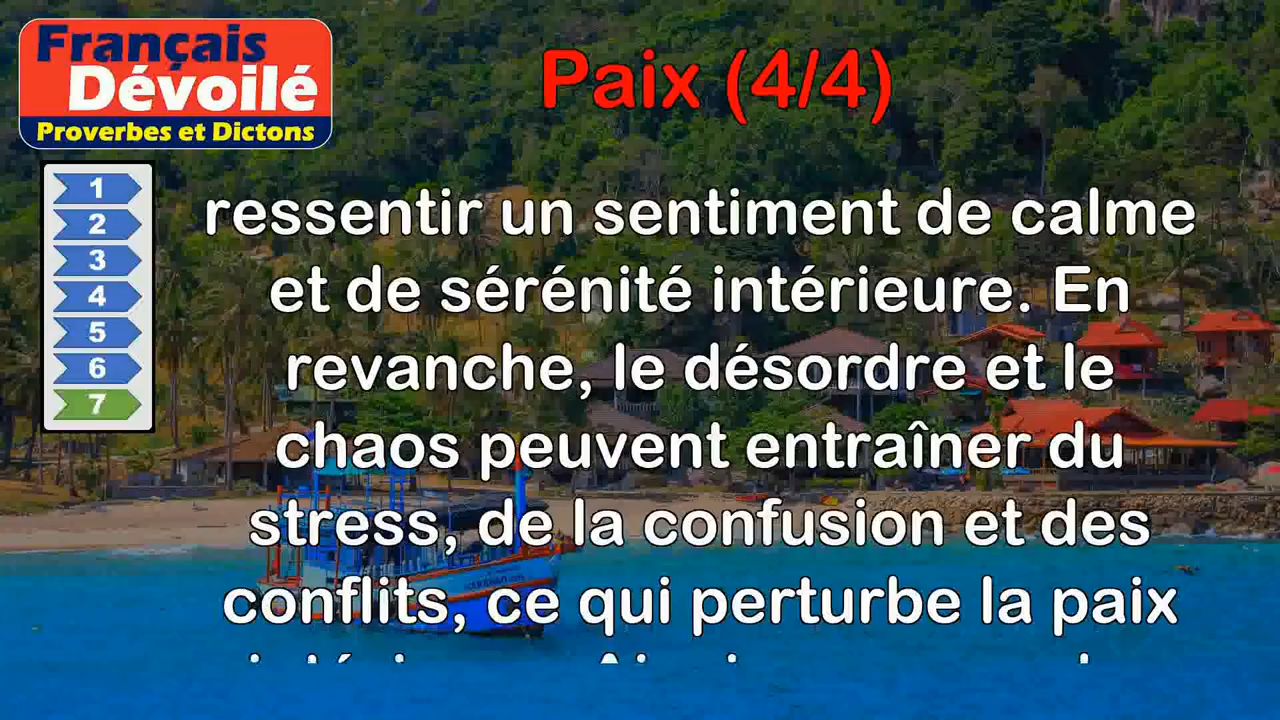 Français
Dévoilé
Proverbes et Dictons
Paix (4/4)
1
2
3
4
5
6
7
ressentir un sentiment de calme
et de sérénité intérieure. En
revanche, le désordre et le
chaos peuvent entraîner du
stress, de la confusion et des
conflits, ce qui perturbe la paix